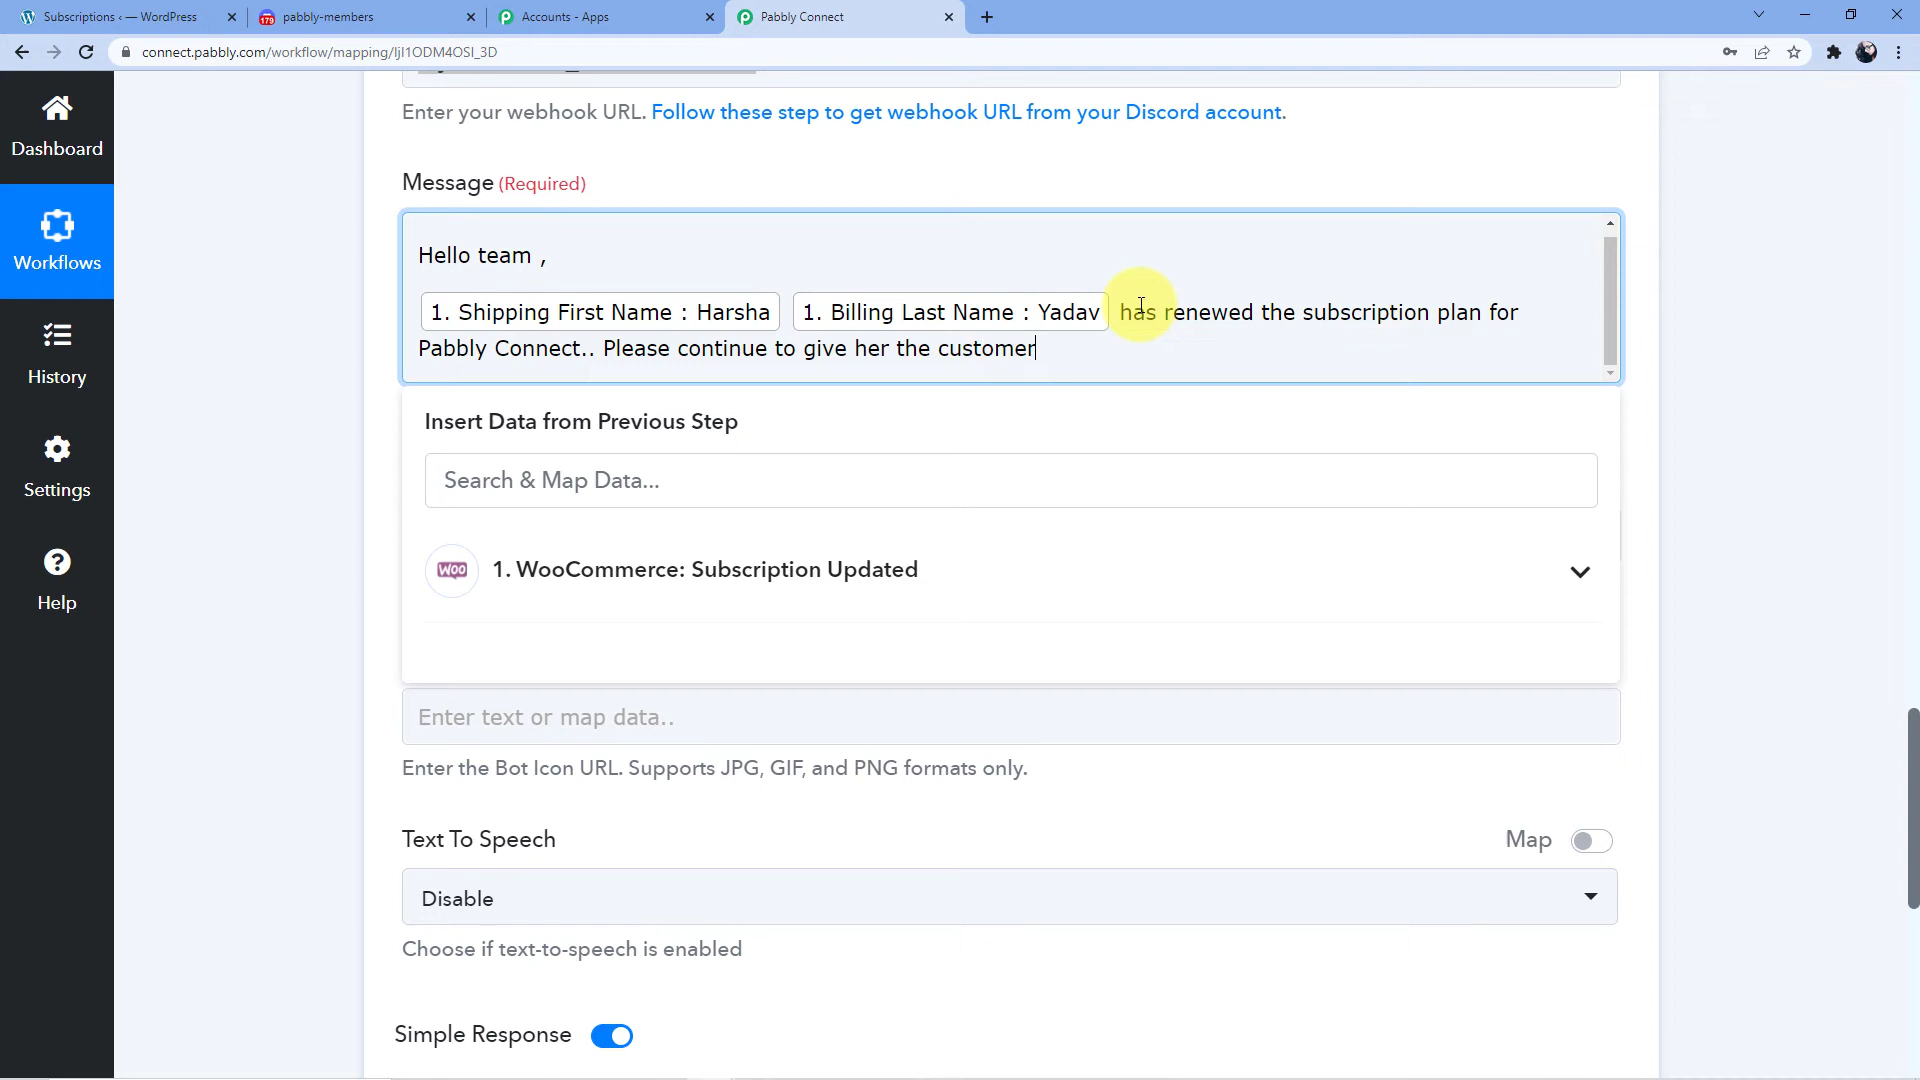 Subscriptions ‹ — WordPress
pabbly-members
Accounts - Apps
Pabbly Connect
179
connect.pabbly.com/workflow/mapping/IjI1ODM4OSI_3D
Dashboard
Workflows
History
Settings
Help
Enter your webhook URL. Follow these step to get webhook URL from your Discord account.
Message (Required)
Hello team ,
1. Shipping First Name : Harsha 1. Billing Last Name : Yadav has renewed the subscription plan for
Pabbly Connect.. Please continue to give her the customer
Insert Data from Previous Step
Search & Map Data...
WOO 1. WooCommerce: Subscription Updated
Enter text or map data..
Enter the Bot Icon URL. Supports JPG, GIF, and PNG formats only.
Text To Speech
Map
Disable
Choose if text-to-speech is enabled
Simple Response